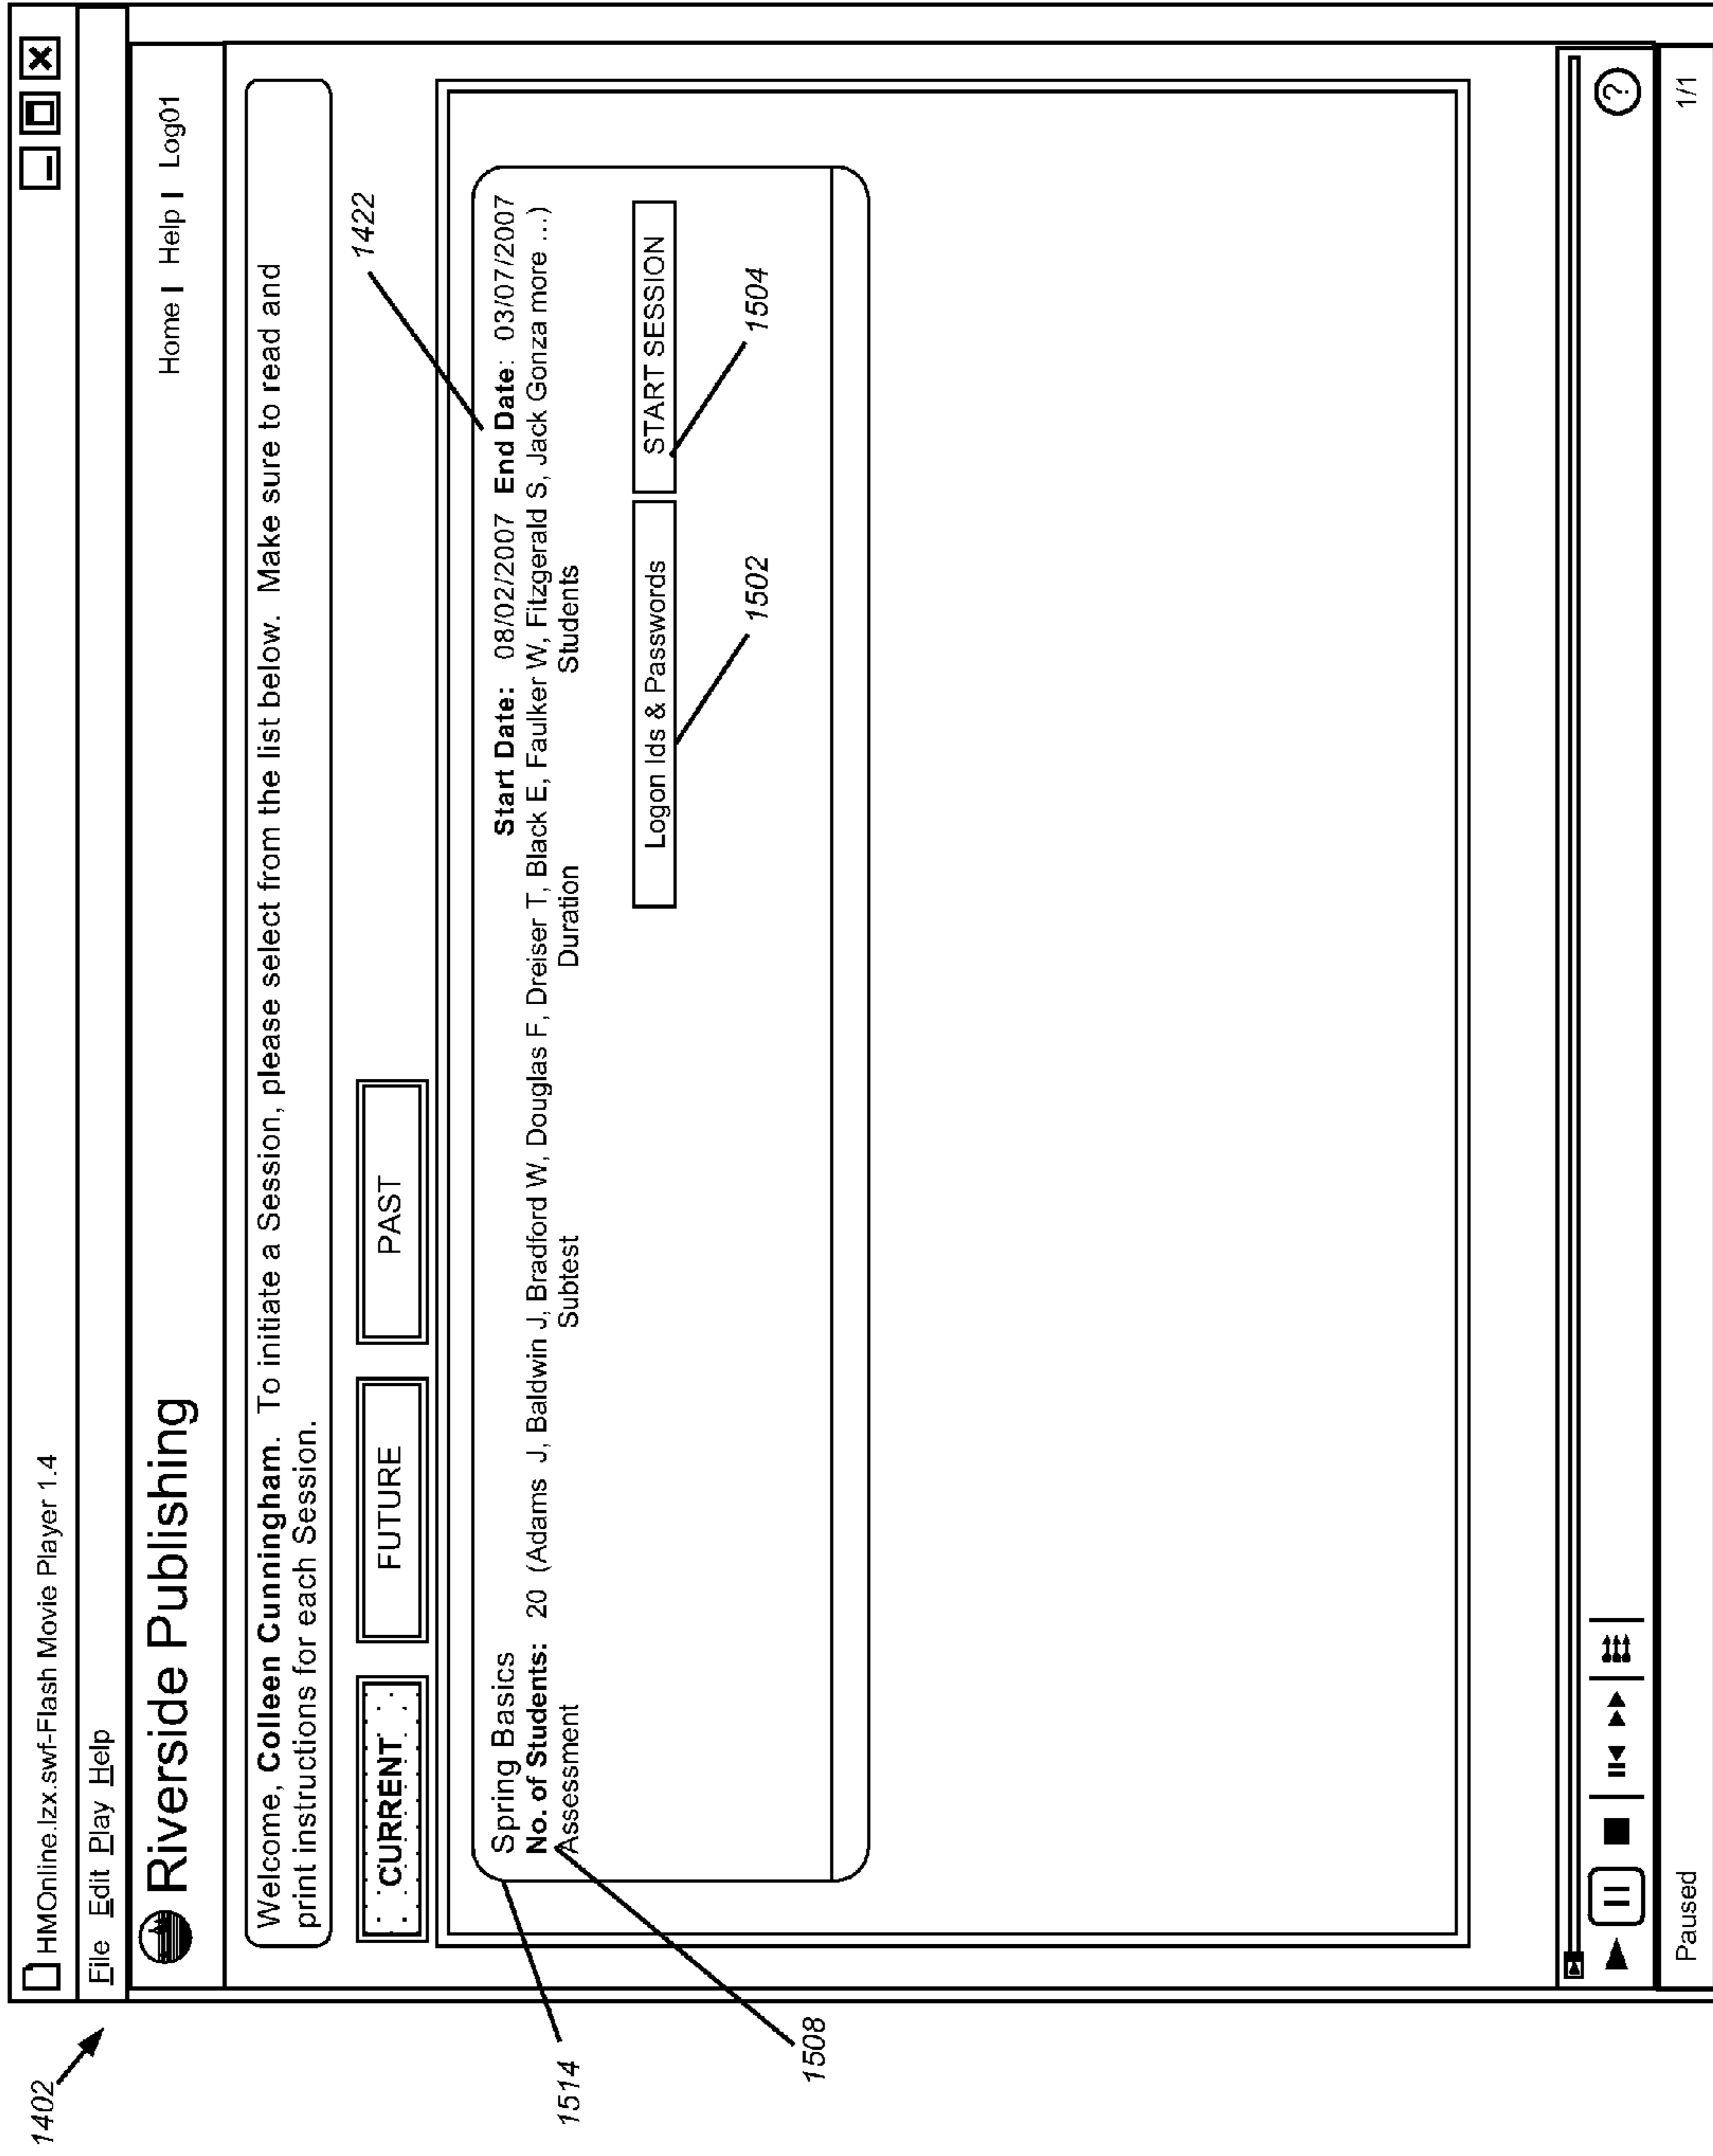 1402
HMOnline.lzx.swf-Flash Movie Player 1.4
File Edit Play Help
Riverside Publishing
Home | Help | Log01
Welcome, Colleen Cunningham. To initiate a Session, please select from the list below. Make sure to read and
print instructions for each Session.
CURRENT FUTURE PAST
1422
Spring Basics Start Date: 08/02/2007 End Date: 03/07/2007
No. of Students: 20 (Adams J, Baldwin J, Bradford W, Douglas F, Dreiser T, Black E, Faulker W, Fitzgerald S, Jack Gonza more ...)
Assessment Subtest Duration Students
1514
Logon Ids & Passwords START SESSION
1502 1504
1508
?
Paused 1/1